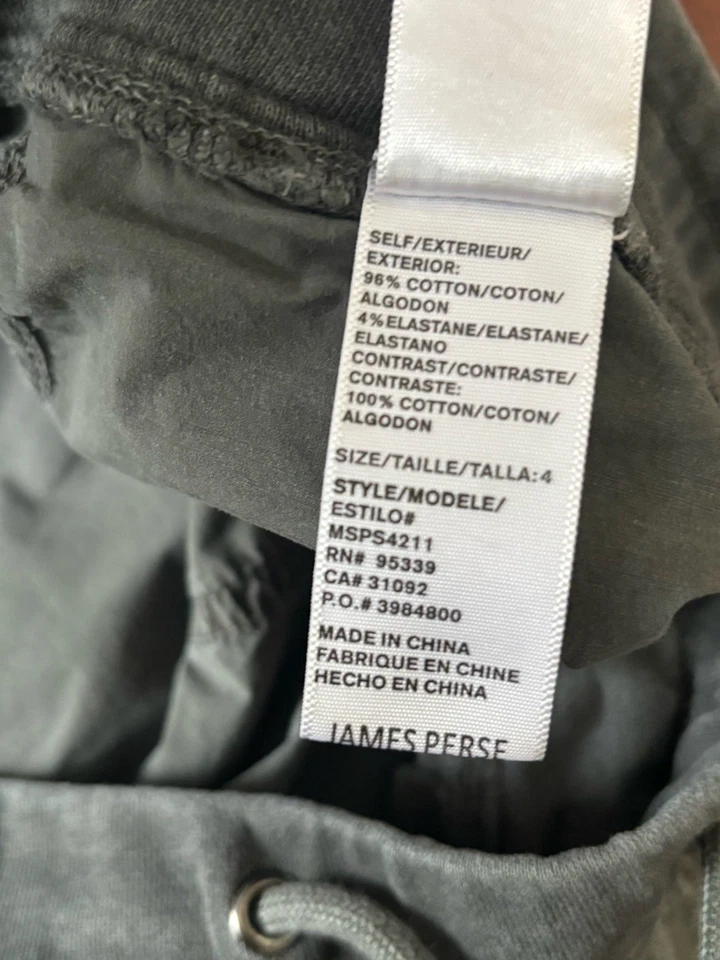 SELF/EXTERIEUR/
EXTERIOR:
96% COTTON/COTON/
ALGODON
4%ELASTANE/ELASTANE/
ELASTANO
CONTRAST/CONTRASTE/
CONTRASTE:
100% COTTON/COTON/
ALGODON
SIZE/TAILLE/TALLA:4
STYLE/MODELE/
ESTILO#
MSPS4211
RN# 95339
CA# 31092
P.O.# 3984800
MADE IN CHINA
FABRIQUE EN CHINE
HECHO EN CHINA
JAMES PERSE